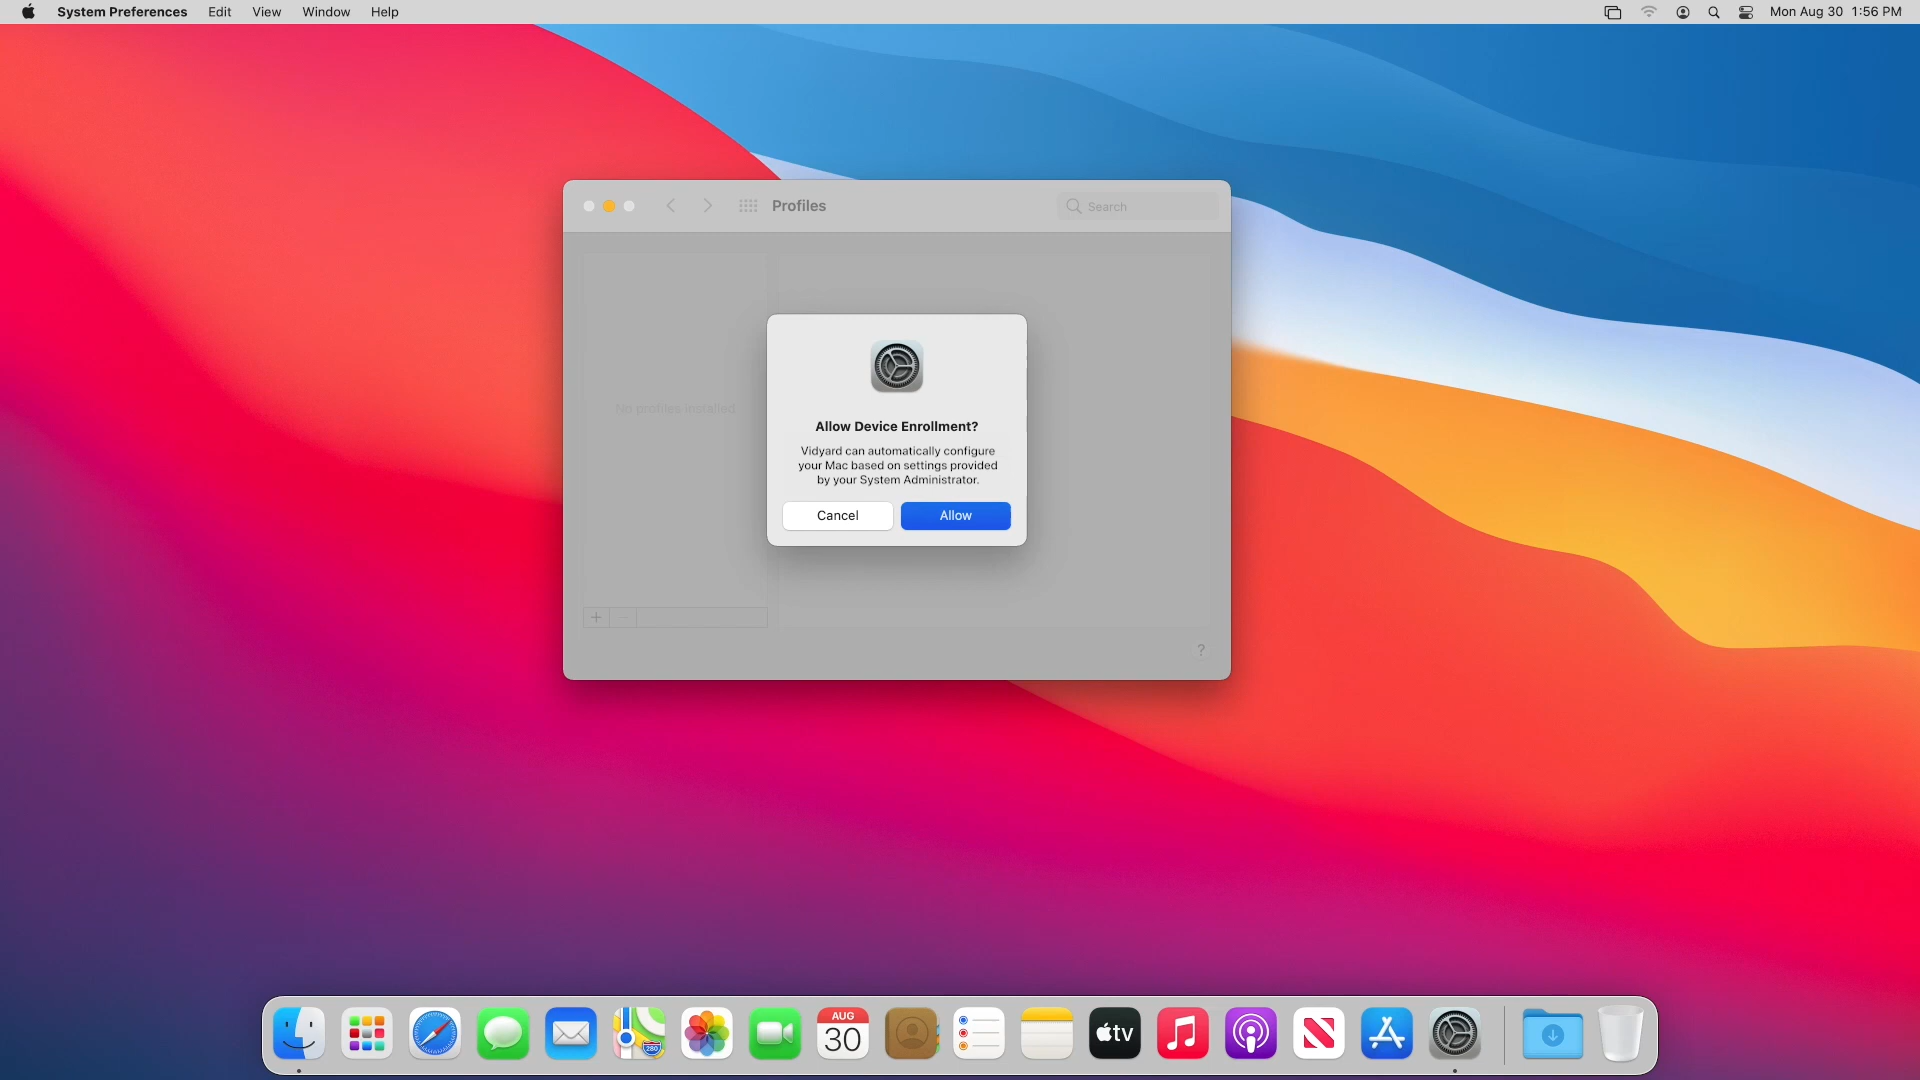 System Preferences Edit View Window Help Mon Aug 30 1:56 PM
Profiles
Search
No profiles installed
Allow Device Enrollment?
Vidyard can automatically configure
your Mac based on settings provided
by your System Administrator.
Cancel Allow
?
AUG
30
280
tv